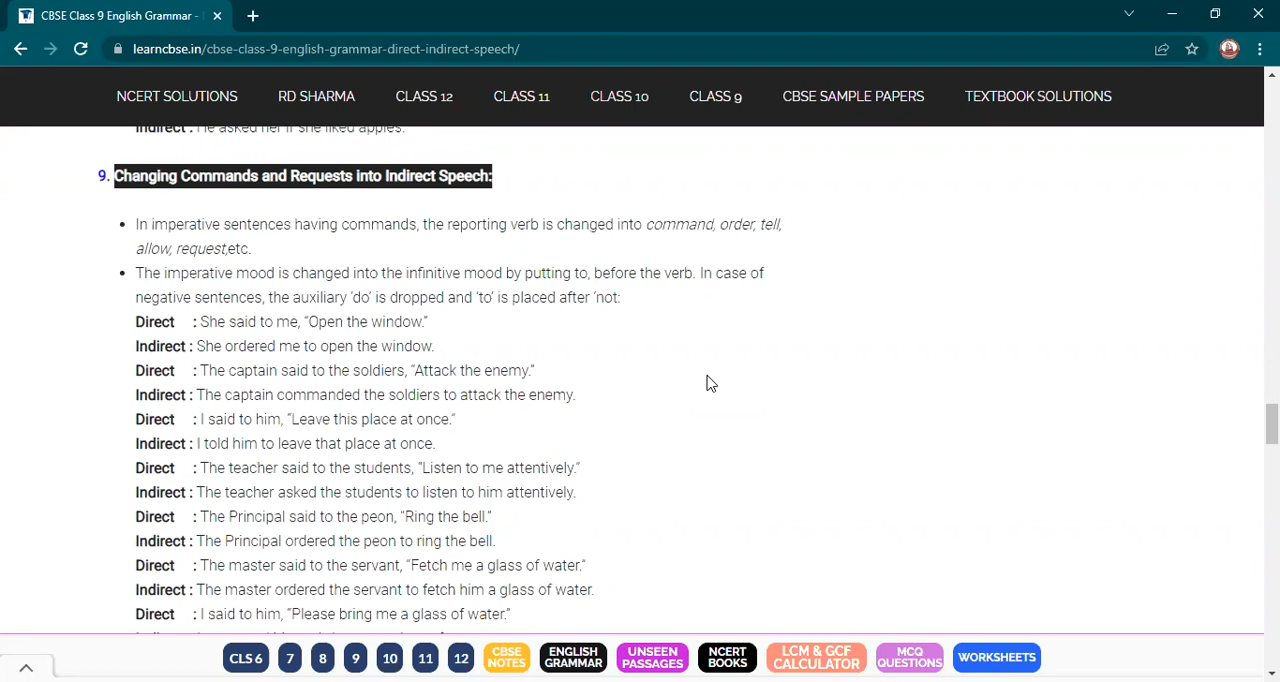 CBSE Class 9 English Grammar -
learncbse.in/cbse-class-9-english-grammar-direct-indirect-speech/
NCERT SOLUTIONS RD SHARMA CLASS 12 CLASS 11 CLASS 10 CLASS 9 CBSE SAMPLE PAPERS TEXTBOOK SOLUTIONS
Indirect : He asked her if she liked apples.
9. Changing Commands and Requests into Indirect Speech:
• In imperative sentences having commands, the reporting verb is changed into command, order, tell,
allow, request,etc.
• The imperative mood is changed into the infinitive mood by putting to, before the verb. In case of
negative sentences, the auxiliary ‘do’ is dropped and ‘to’ is placed after ‘not:
Direct : She said to me, “Open the window.”
Indirect : She ordered me to open the window.
Direct : The captain said to the soldiers, “Attack the enemy.”
Indirect : The captain commanded the soldiers to attack the enemy.
Direct : I said to him, “Leave this place at once.”
Indirect : I told him to leave that place at once.
Direct : The teacher said to the students, “Listen to me attentively.”
Indirect : The teacher asked the students to listen to him attentively.
Direct : The Principal said to the peon, “Ring the bell.”
Indirect : The Principal ordered the peon to ring the bell.
Direct : The master said to the servant, “Fetch me a glass of water.”
Indirect : The master ordered the servant to fetch him a glass of water.
Direct : I said to him, “Please bring me a glass of water.”
CLS 6 7 8 9 10 11 12 CBSE NOTES ENGLISH GRAMMAR UNSEEN PASSAGES NCERT BOOKS LCM & GCF CALCULATOR MCQ QUESTIONS WORKSHEETS